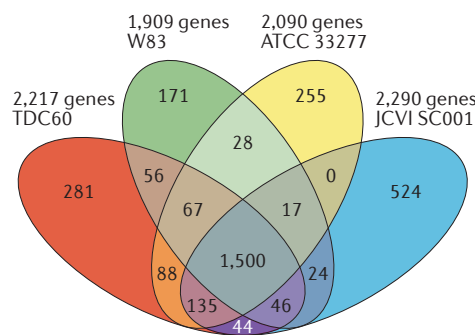 1,909 genes
W83
2,090 genes
ATCC 33277
2,217 genes
TDC60
2,290 genes
JCVI SC001
171
255
28
281
56
0
524
67
17
1,500
88
24
135
46
44